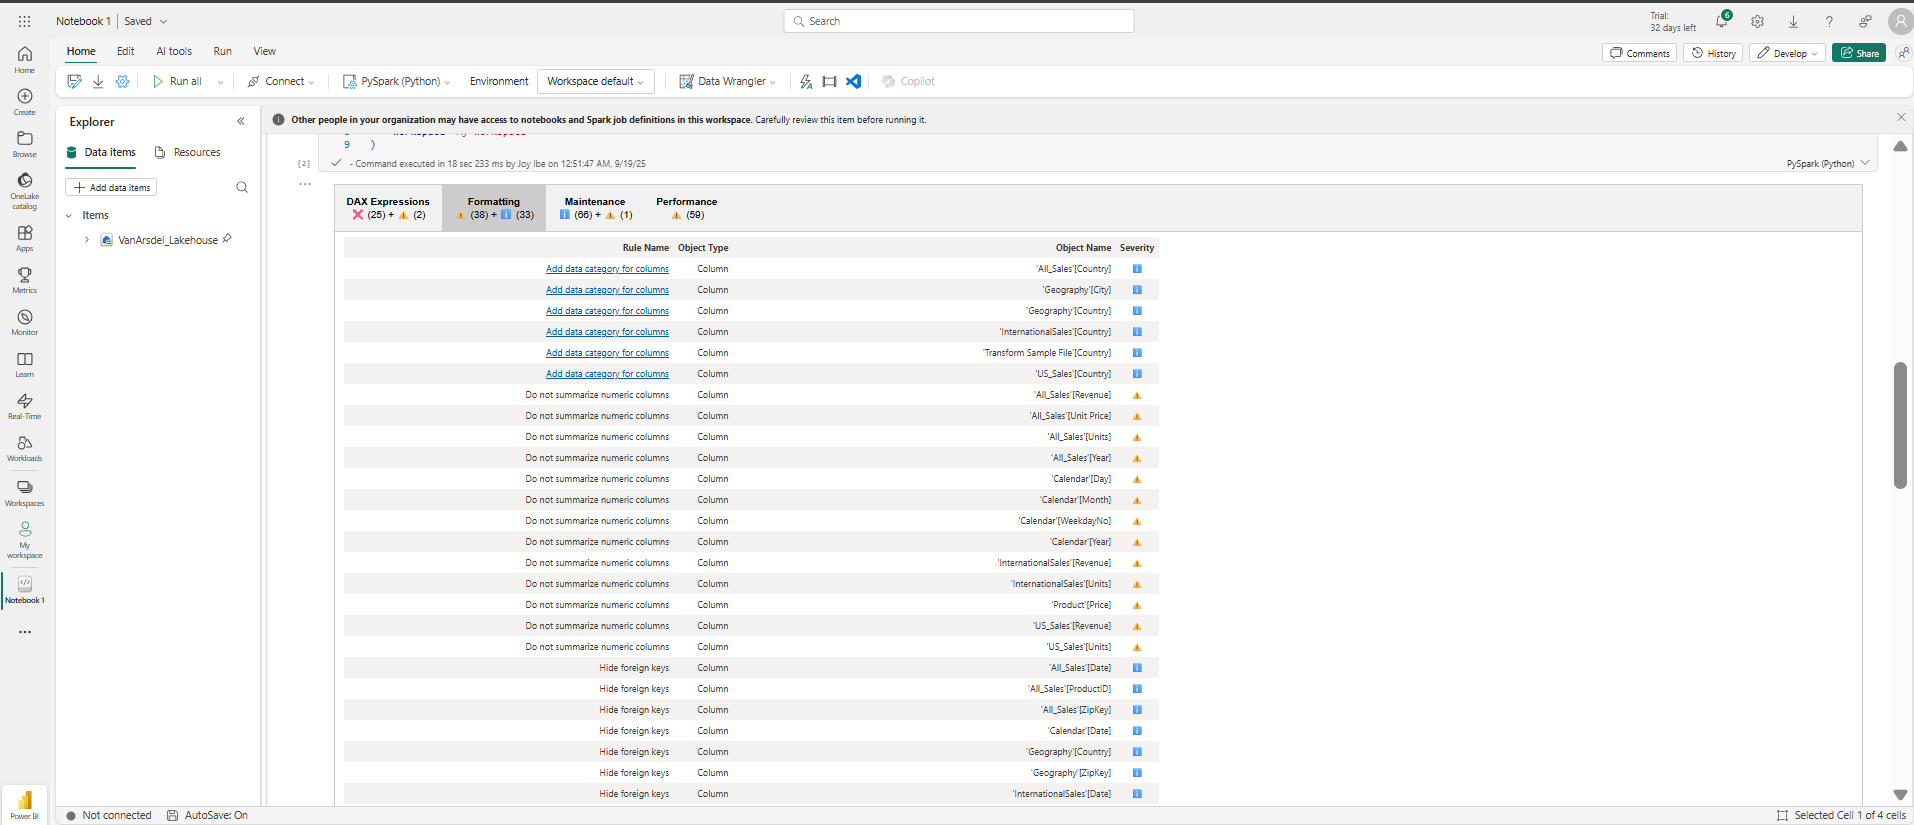 Notebook 1 | Saved
Search
Trial:
32 days left
6
Home
Edit
AI tools
Run
View
Comments
History
Develop
Share
Run all
Connect
PySpark (Python)
Environment
Workspace default
Data Wrangler
Copilot
Home
Create
Browse
OneLake
catalog
Apps
Metrics
Monitor
Learn
Real-Time
Workloads
Workspaces
My
workspace
Notebook 1
Power BI
Explorer
Data items
Resources
Add data items
Items
VanArsdel_Lakehouse
Other people in your organization may have access to notebooks and Spark job definitions in this workspace. Carefully review this item before running it.
9 )
[2]
- Command executed in 18 sec 233 ms by Joy Ibe on 12:51:47 AM, 9/19/25
PySpark (Python)
DAX Expressions
❌ (25) + ⚠ (2)
Formatting
⚠ (38) + ℹ (33)
Maintenance
ℹ (66) + ⚠ (1)
Performance
⚠ (59)
Rule Name Object Type Object Name Severity
Add data category for columns Column 'All_Sales'[Country] ℹ
Add data category for columns Column 'Geography'[City] ℹ
Add data category for columns Column 'Geography'[Country] ℹ
Add data category for columns Column 'InternationalSales'[Country] ℹ
Add data category for columns Column 'Transform Sample File'[Country] ℹ
Add data category for columns Column 'US_Sales'[Country] ℹ
Do not summarize numeric columns Column 'All_Sales'[Revenue] ⚠
Do not summarize numeric columns Column 'All_Sales'[Unit Price] ⚠
Do not summarize numeric columns Column 'All_Sales'[Units] ⚠
Do not summarize numeric columns Column 'All_Sales'[Year] ⚠
Do not summarize numeric columns Column 'Calendar'[Day] ⚠
Do not summarize numeric columns Column 'Calendar'[Month] ⚠
Do not summarize numeric columns Column 'Calendar'[WeekdayNo] ⚠
Do not summarize numeric columns Column 'Calendar'[Year] ⚠
Do not summarize numeric columns Column 'InternationalSales'[Revenue] ⚠
Do not summarize numeric columns Column 'InternationalSales'[Units] ⚠
Do not summarize numeric columns Column 'Product'[Price] ⚠
Do not summarize numeric columns Column 'US_Sales'[Revenue] ⚠
Do not summarize numeric columns Column 'US_Sales'[Units] ⚠
Hide foreign keys Column 'All_Sales'[Date] ℹ
Hide foreign keys Column 'All_Sales'[ProductID] ℹ
Hide foreign keys Column 'All_Sales'[ZipKey] ℹ
Hide foreign keys Column 'Calendar'[Date] ℹ
Hide foreign keys Column 'Geography'[Country] ℹ
Hide foreign keys Column 'Geography'[ZipKey] ℹ
Hide foreign keys Column 'InternationalSales'[Date] ℹ
Not connected
AutoSave: On
Selected Cell 1 of 4 cells